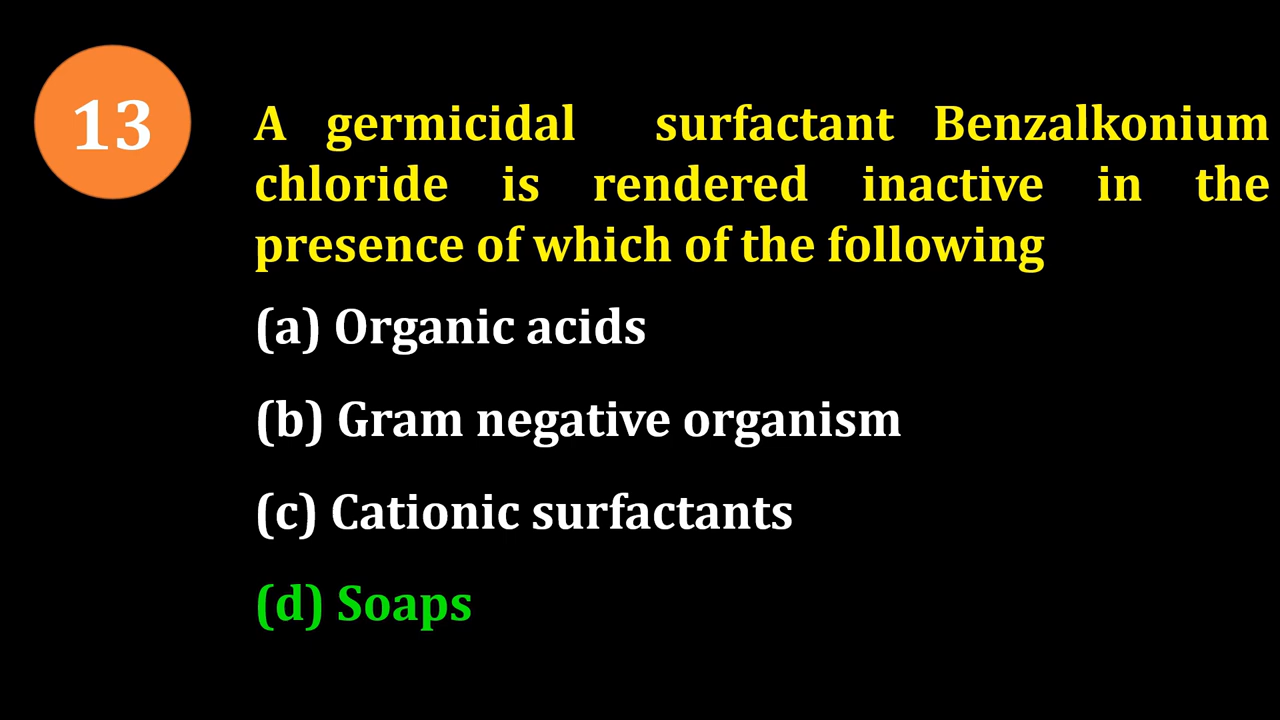 13
A germicidal surfactant Benzalkonium
chloride is rendered inactive in the
presence of which of the following
(a) Organic acids
(b) Gram negative organism
(c) Cationic surfactants
(d) Soaps